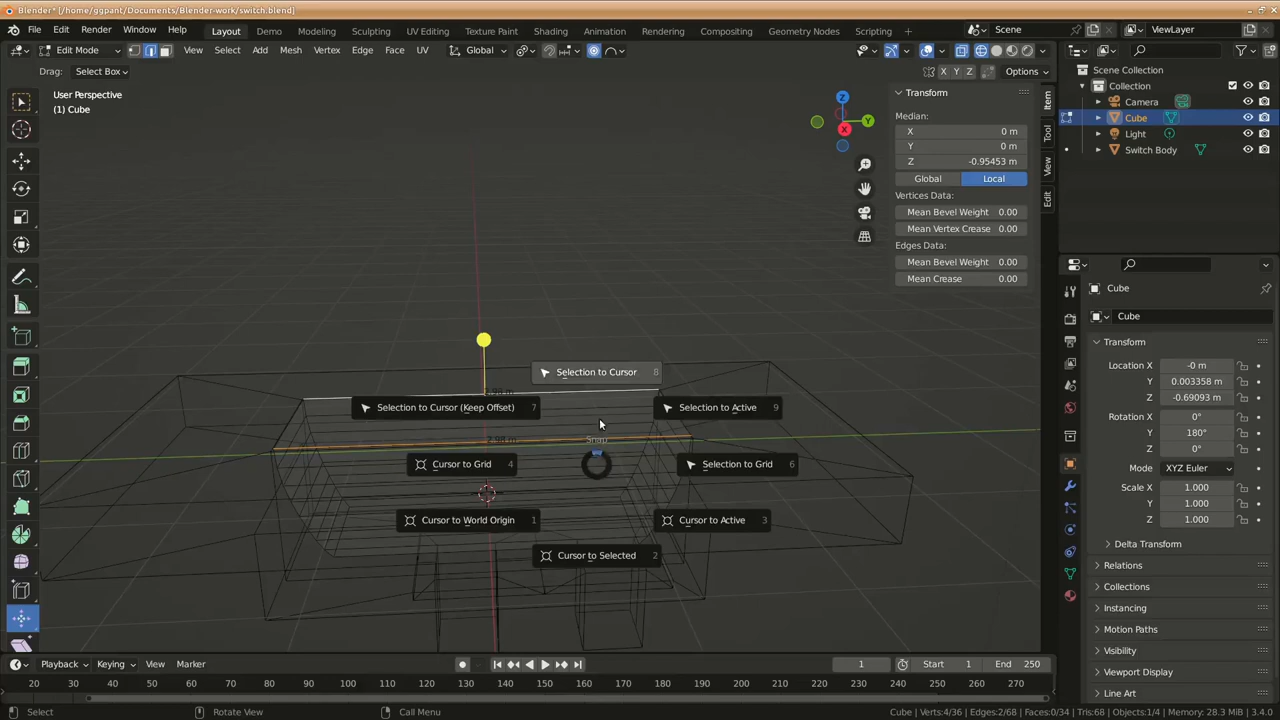 Blender* [/home/ggpant/Documents/Blender-work/switch.blend]
File Edit Render Window Help Layout Demo Modeling Sculpting UV Editing Texture Paint Shading Animation Rendering Compositing Geometry Nodes Scripting + Scene ViewLayer
Edit Mode View Select Add Mesh Vertex Edge Face UV Global
Drag: Select Box X Y Z Options
User Perspective
(1) Cube
Z
Y
X
Transform
Median:
X 0 m
Y 0 m
Z -0.95453 m
Global Local
Vertices Data:
Mean Bevel Weight 0.00
Mean Vertex Crease 0.00
Edges Data:
Mean Bevel Weight 0.00
Mean Crease 0.00
Item
Tool
View
Edit
Selection to Cursor 8
Selection to Cursor (Keep Offset) 7
Selection to Active 9
2.98 m
Snap
Cursor to Grid 4
Selection to Grid 6
Cursor to World Origin 1
Cursor to Active 3
Cursor to Selected 2
Scene Collection
Collection
Camera
Cube
Light
Switch Body
Cube
Cube
Transform
Location X -0 m
Y 0.003358 m
Z -0.69093 m
Rotation X 0°
Y 180°
Z 0°
Mode XYZ Euler
Scale X 1.000
Y 1.000
Z 1.000
Delta Transform
Relations
Collections
Instancing
Motion Paths
Visibility
Viewport Display
Line Art
Playback Keying View Marker 1 Start 1 End 250
20 30 40 50 60 70 80 90 100 110 120 130 140 150 160 170 180 190 200 210 220 230 240 250 260 270
Select Rotate View Call Menu Cube | Verts:4/36 | Edges:2/68 | Faces:0/34 | Tris:68 | Objects:1/4 | Memory: 28.3 MiB | 3.4.0